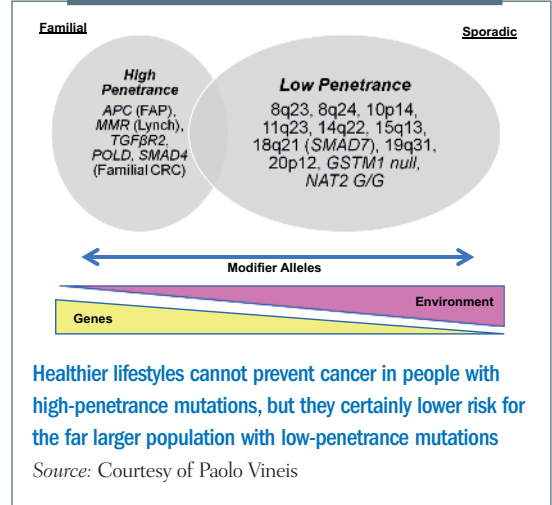 Familial
Sporadic
High
Penetrance
APC (FAP),
MMR (Lynch),
TGFβR2,
POLD, SMAD4
(Familial CRC)
Low Penetrance
8q23, 8q24, 10p14,
11q23, 14q22, 15q13,
18q21 (SMAD7), 19q31,
20p12, GSTM1 null,
NAT2 G/G
Modifier Alleles
Environment
Genes
Healthier lifestyles cannot prevent cancer in people with
high-penetrance mutations, but they certainly lower risk for
the far larger population with low-penetrance mutations
Source: Courtesy of Paolo Vineis